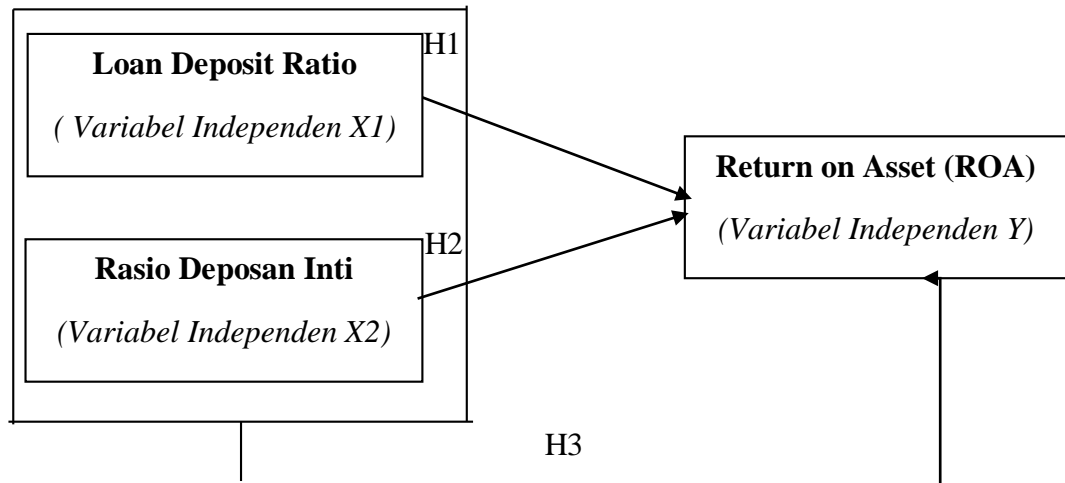 H1
Loan Deposit Ratio
( Variabel Independen X1)
Return on Asset (ROA)
(Variabel Independen Y)
H2
Rasio Deposan Inti
(Variabel Independen X2)
H3